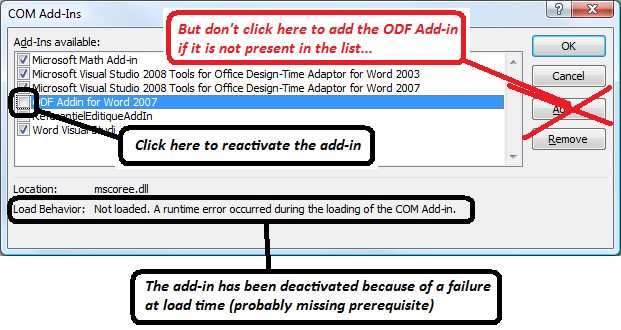 COM Add-Ins
But don't click here to add the ODF Add-in
if it is not present in the list...
Add-Ins available:
Microsoft Math Add-in
Microsoft Visual Studio 2008 Tools for Office Design-Time Adaptor for Word 2003
Microsoft Visual Studio 2008 Tools for Office Design-Time Adaptor for Word 2007
ODF Addin for Word 2007
ReferentielEditiqueAddIn
Word Visual Studi
OK
Cancel
Remove
Click here to reactivate the add-in
Location: mscoree.dll
Load Behavior: Not loaded. A runtime error occurred during the loading of the COM Add-in.
The add-in has been deactivated because of a failure
at load time (probably missing prerequisite)